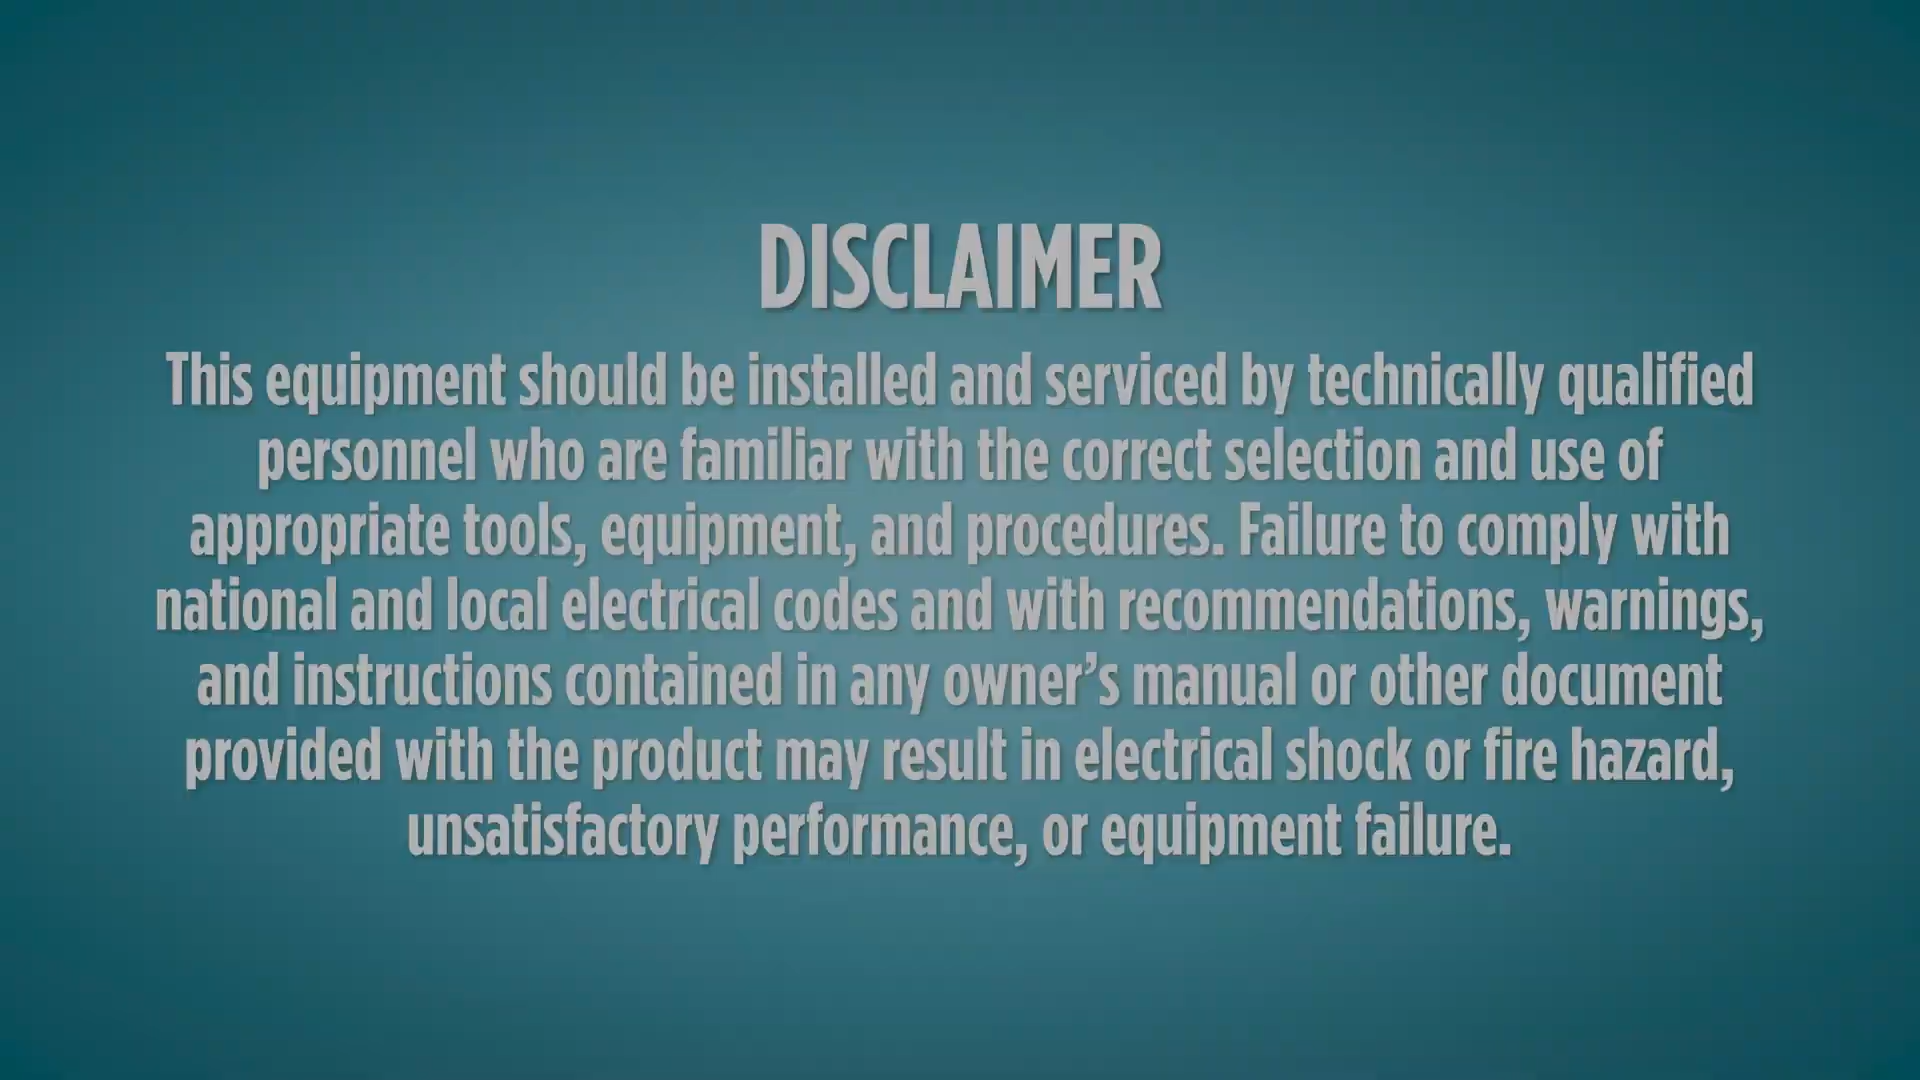 DISCLAIMER
This equipment should be installed and serviced by technically qualified
personnel who are familiar with the correct selection and use of
appropriate tools, equipment, and procedures. Failure to comply with
national and local electrical codes and with recommendations, warnings,
and instructions contained in any owner’s manual or other document
provided with the product may result in electrical shock or fire hazard,
unsatisfactory performance, or equipment failure.